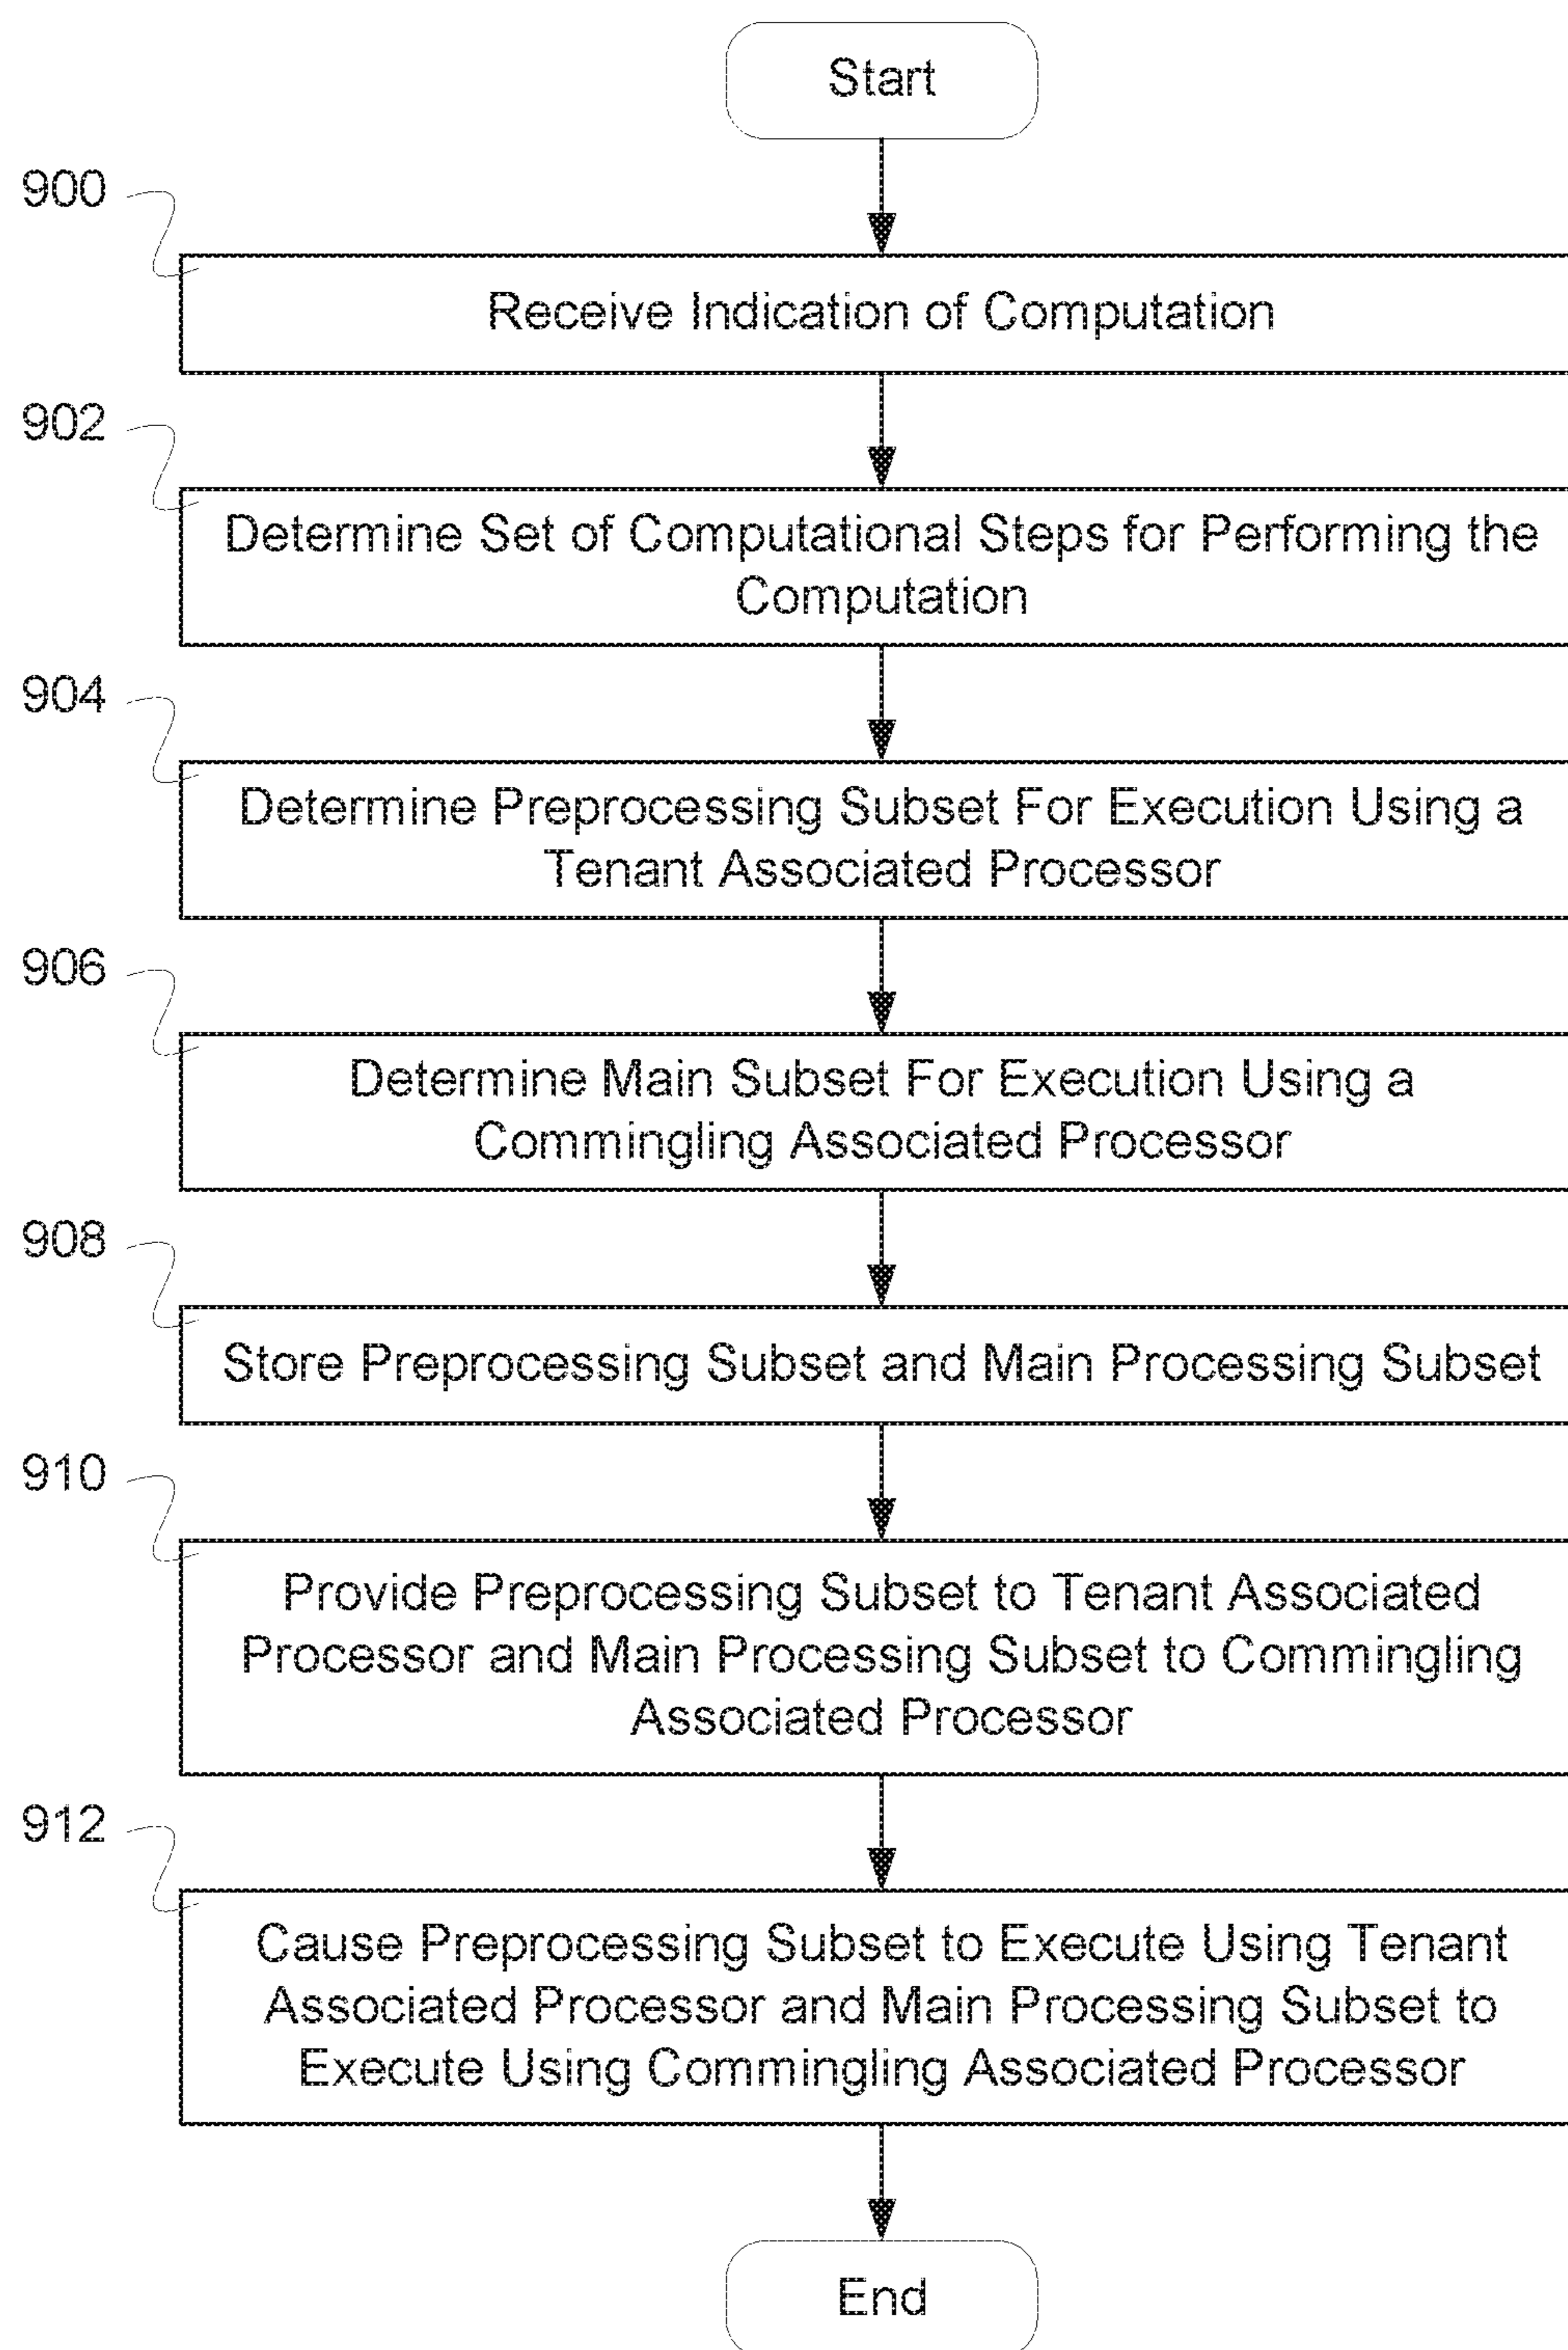 Start
900
Receive Indication of Computation
902
Determine Set of Computational Steps for Performing the
Computation
904
Determine Preprocessing Subset For Execution Using a
Tenant Associated Processor
906
Determine Main Subset For Execution Using a
Commingling Associated Processor
908
Store Preprocessing Subset and Main Processing Subset
910
Provide Preprocessing Subset to Tenant Associated
Processor and Main Processing Subset to Commingling
Associated Processor
912
Cause Preprocessing Subset to Execute Using Tenant
Associated Processor and Main Processing Subset to
Execute Using Commingling Associated Processor
End